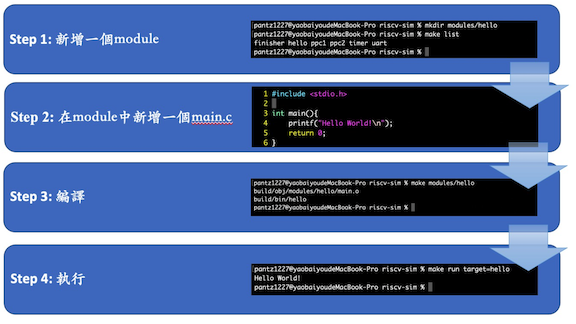 Step 1: 新增一個module
pantz1227@yaobaiyoudeMacBook-Pro riscv-sim % mkdir modules/hello
pantz1227@yaobaiyoudeMacBook-Pro riscv-sim % make list
finisher hello ppc1 ppc2 timer uart
pantz1227@yaobaiyoudeMacBook-Pro riscv-sim %
Step 2: 在module中新增一個main.c
1 #include <stdio.h>
2
3 int main(){
4 printf("Hello World!\n");
5 return 0;
6 }
Step 3: 編譯
pantz1227@yaobaiyoudeMacBook-Pro riscv-sim % make modules/hello
build/obj/modules/hello/main.o
build/bin/hello
pantz1227@yaobaiyoudeMacBook-Pro riscv-sim %
Step 4: 執行
pantz1227@yaobaiyoudeMacBook-Pro riscv-sim % make run target=hello
Hello World!
pantz1227@yaobaiyoudeMacBook-Pro riscv-sim %